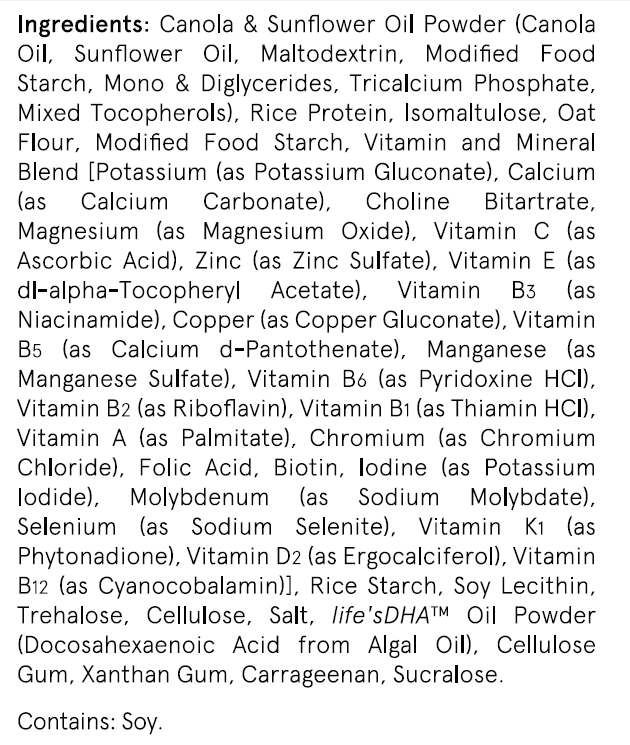 Ingredients: Canola & Sunflower Oil Powder (Canola
Oil, Sunflower Oil, Maltodextrin, Modified Food
Starch, Mono & Diglycerides, Tricalcium Phosphate,
Mixed Tocopherols), Rice Protein, Isomaltulose, Oat
Flour, Modified Food Starch, Vitamin and Mineral
Blend [Potassium (as Potassium Gluconate), Calcium
(as Calcium Carbonate), Choline Bitartrate,
Magnesium (as Magnesium Oxide), Vitamin C (as
Ascorbic Acid), Zinc (as Zinc Sulfate), Vitamin E (as
dl-alpha-Tocopheryl Acetate), Vitamin B3 (as
Niacinamide), Copper (as Copper Gluconate), Vitamin
B5 (as Calcium d-Pantothenate), Manganese (as
Manganese Sulfate), Vitamin B6 (as Pyridoxine HCl),
Vitamin B2 (as Riboflavin), Vitamin B1 (as Thiamin HCl),
Vitamin A (as Palmitate), Chromium (as Chromium
Chloride), Folic Acid, Biotin, Iodine (as Potassium
Iodide), Molybdenum (as Sodium Molybdate),
Selenium (as Sodium Selenite), Vitamin K1 (as
Phytonadione), Vitamin D2 (as Ergocalciferol), Vitamin
B12 (as Cyanocobalamin)], Rice Starch, Soy Lecithin,
Trehalose, Cellulose, Salt, life'sDHA™ Oil Powder
(Docosahexaenoic Acid from Algal Oil), Cellulose
Gum, Xanthan Gum, Carrageenan, Sucralose.
Contains: Soy.